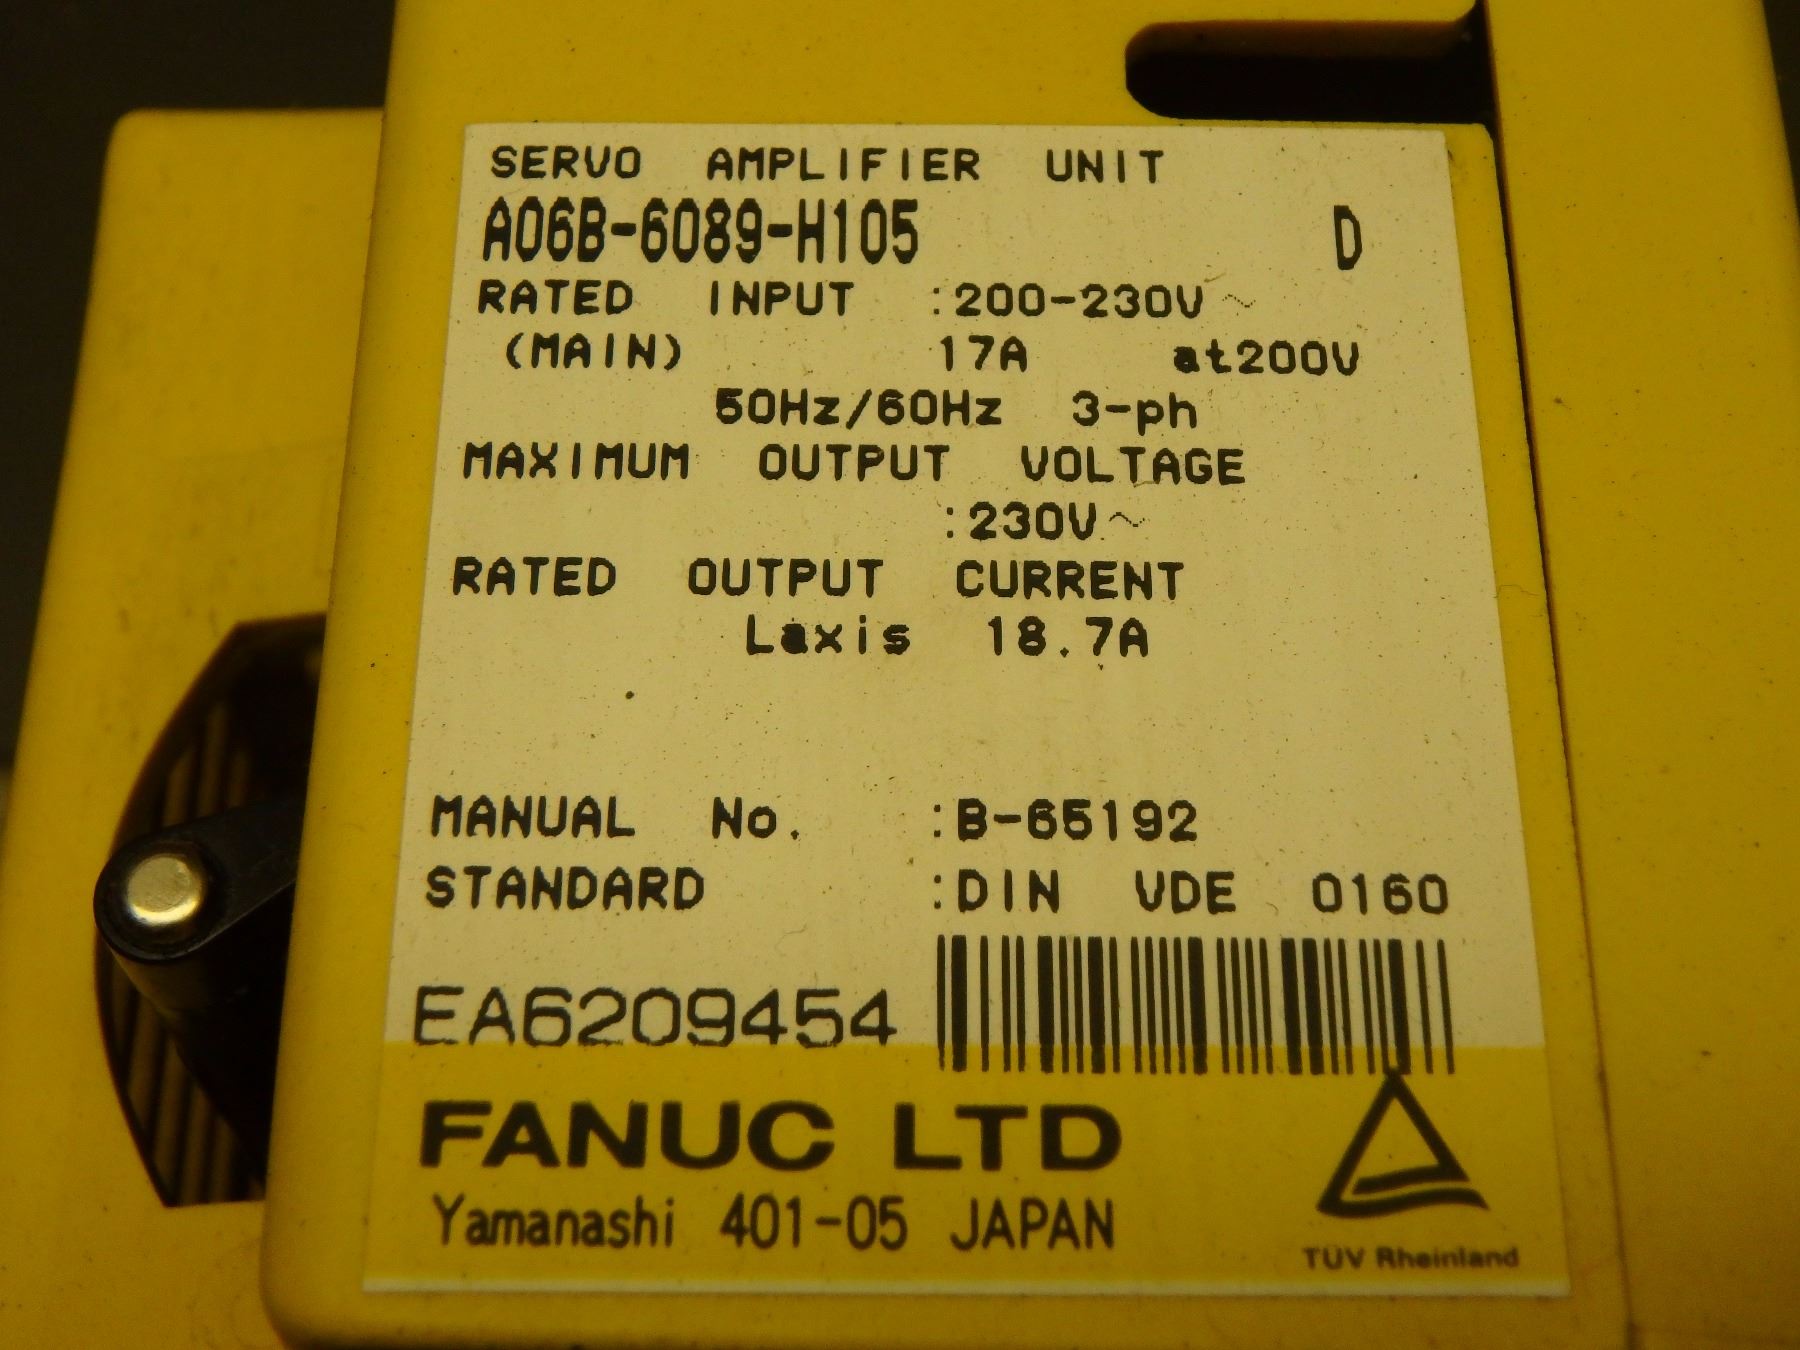 SERVO AMPLIFIER UNIT
A06B-6089-H105 D
RATED INPUT :200-230V~
(MAIN) 17A at200V
50Hz/60Hz 3-ph
MAXIMUM OUTPUT VOLTAGE
:230V~
RATED OUTPUT CURRENT
Laxis 18.7A
MANUAL No. :B-65192
STANDARD :DIN VDE 0160
EA6209454
FANUC LTD
Yamanashi 401-05 JAPAN
TÜV Rheinland